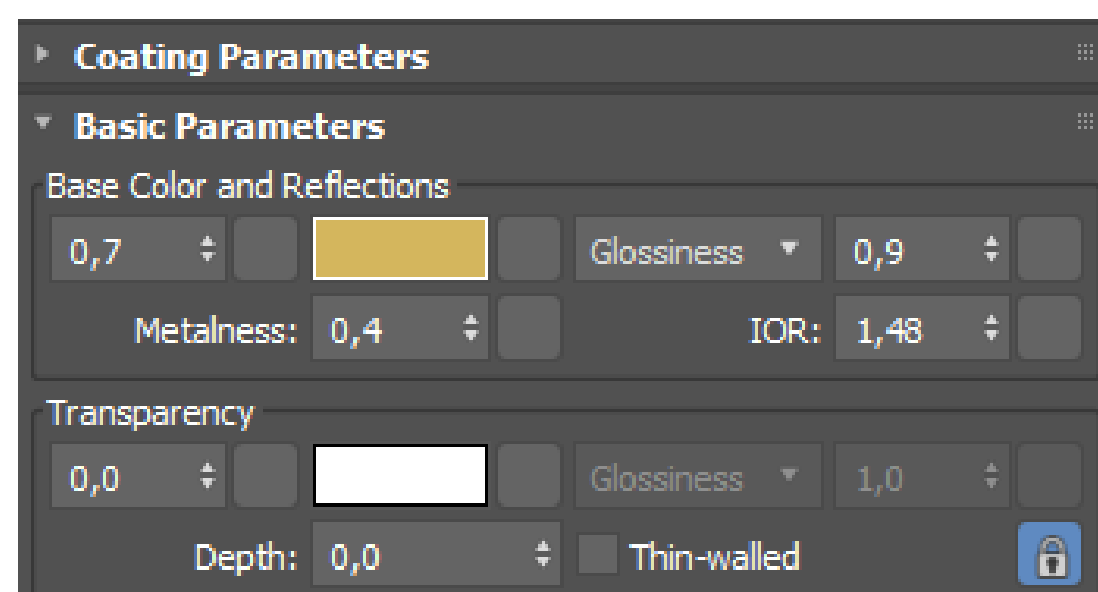 Coating Parameters
Basic Parameters
Base Color and Reflections
0,7 Glossiness 0,9
Metalness: 0,4 IOR: 1,48
Transparency
0,0 Glossiness 1,0
Depth: 0,0 Thin-walled